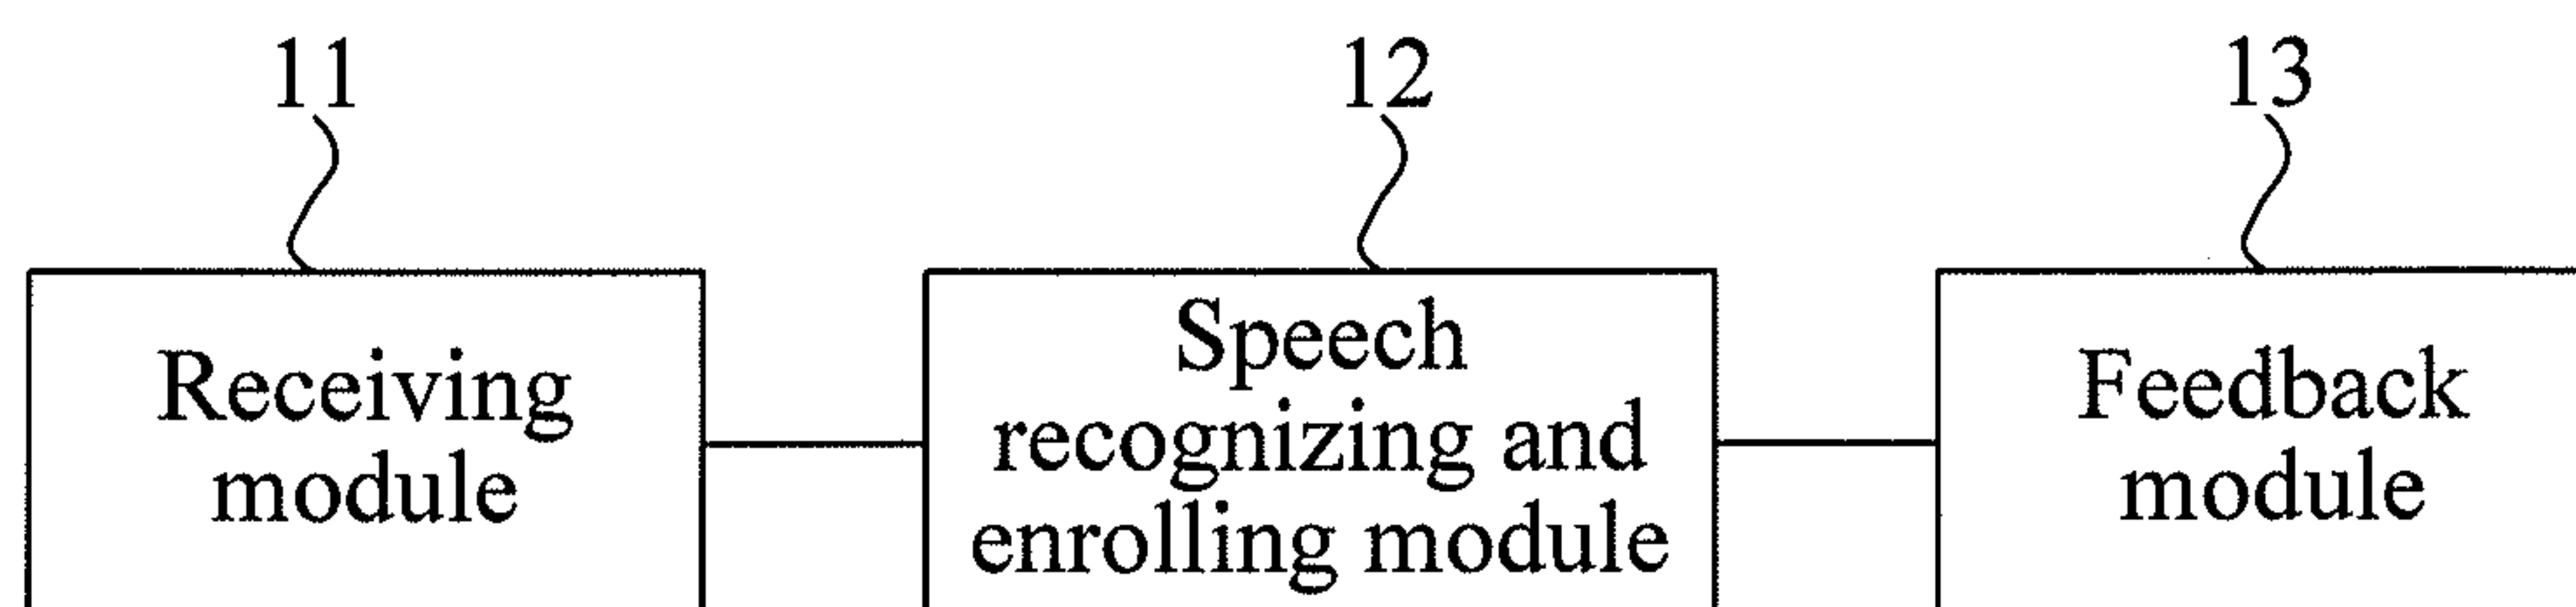 11
12
13
Receiving
module
Speech
recognizing and
enrolling module
Feedback
module